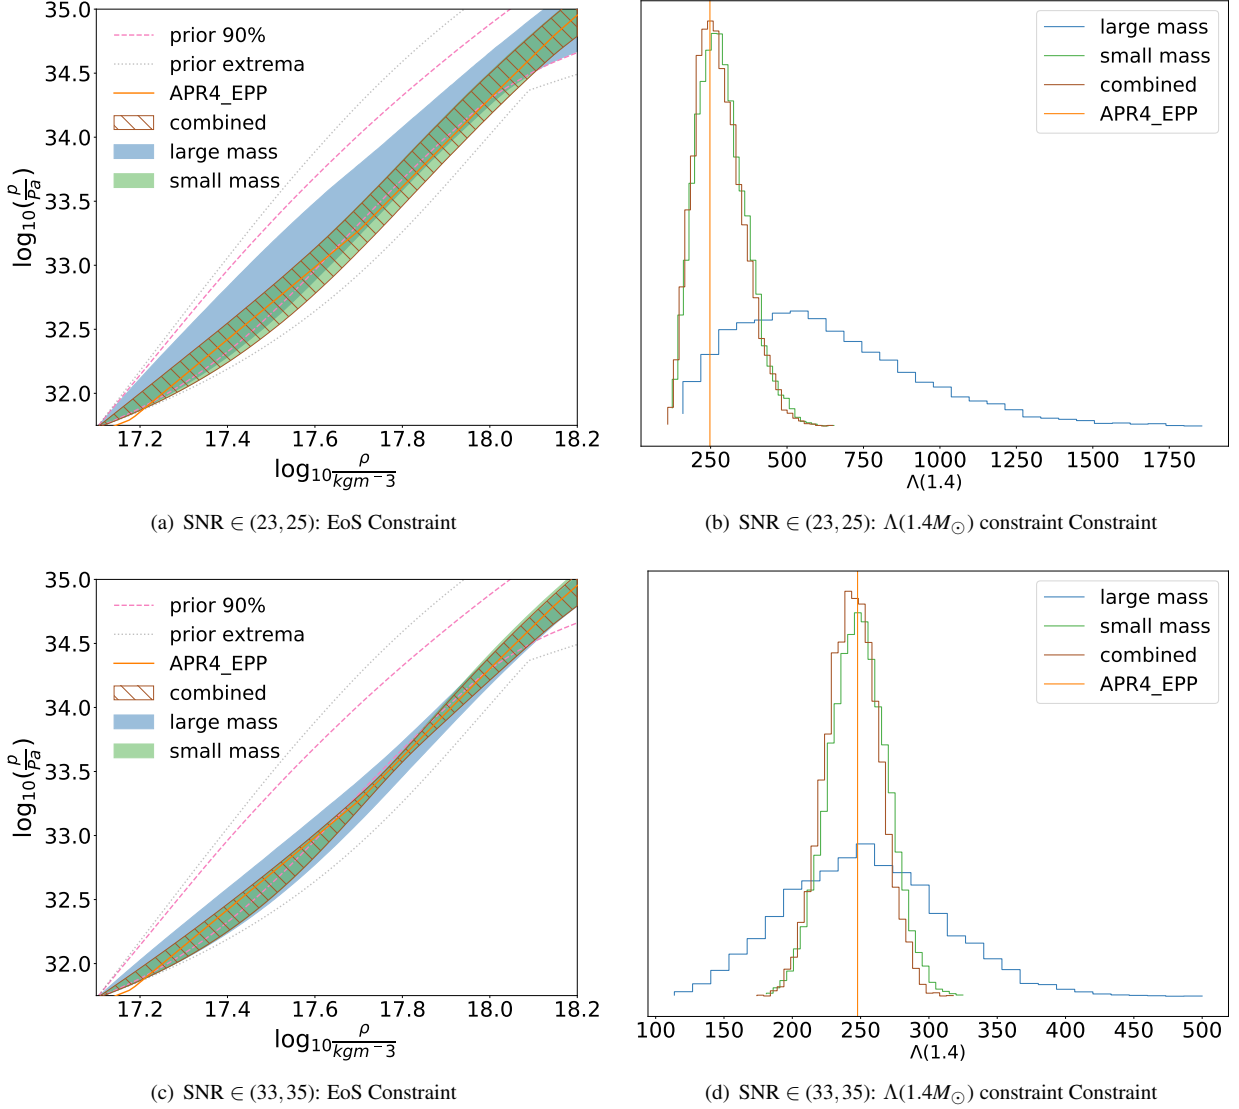 35.0
34.5
34.0
33.5
33.0
32.5
32.0
log10(p/Pa)
prior 90%
prior extrema
APR4_EPP
combined
large mass
small mass
17.2 17.4 17.6 17.8 18.0 18.2
log10 ρ/kgm−3
(a) SNR ∈ (23,25): EoS Constraint
large mass
small mass
combined
APR4_EPP
250 500 750 1000 1250 1500 1750
Λ(1.4)
(b) SNR ∈ (23,25): Λ(1.4M⊙) constraint Constraint
35.0
34.5
34.0
33.5
33.0
32.5
32.0
log10(p/Pa)
prior 90%
prior extrema
APR4_EPP
combined
large mass
small mass
17.2 17.4 17.6 17.8 18.0 18.2
log10 ρ/kgm−3
(c) SNR ∈ (33,35): EoS Constraint
large mass
small mass
combined
APR4_EPP
100 150 200 250 300 350 400 450 500
Λ(1.4)
(d) SNR ∈ (33,35): Λ(1.4M⊙) constraint Constraint